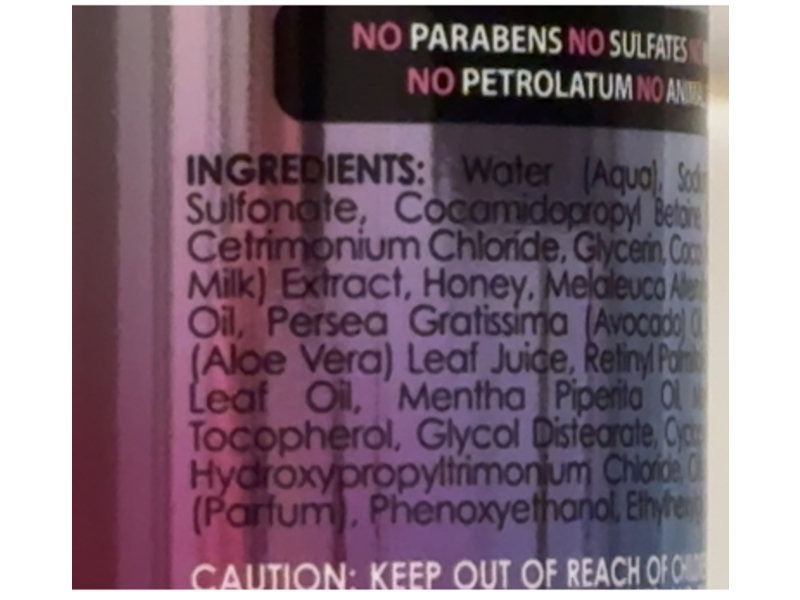 NO PARABENS NO SULFATES
NO PETROLATUM NO
INGREDIENTS: Water (Aqua),
Sulfonate, Cocamidopropyl Betaine,
Cetrimonium Chloride, Glycerin,
Milk) Extract, Honey, Melaleuca
Oil, Persea Gratissima (Avocado)
(Aloe Vera) Leaf Juice, Retinyl
Leaf Oil, Mentha Piperita Oil,
Tocopherol, Glycol Distearate,
Hydroxypropyltrimonium Chloride,
(Parfum), Phenoxyethanol,
CAUTION: KEEP OUT OF REACH OF